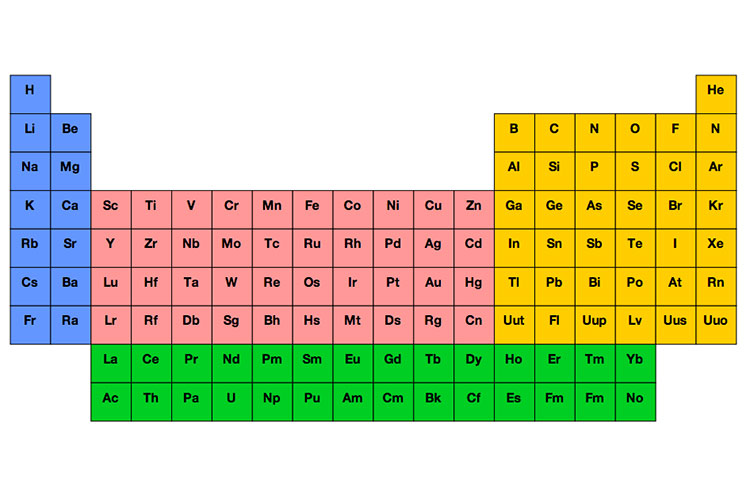 H He
Li Be B C N O F N
Na Mg Al Si P S Cl Ar
K Ca Sc Ti V Cr Mn Fe Co Ni Cu Zn Ga Ge As Se Br Kr
Rb Sr Y Zr Nb Mo Tc Ru Rh Pd Ag Cd In Sn Sb Te I Xe
Cs Ba Lu Hf Ta W Re Os Ir Pt Au Hg Tl Pb Bi Po At Rn
Fr Ra Lr Rf Db Sg Bh Hs Mt Ds Rg Cn Uut Fl Uup Lv Uus Uuo
La Ce Pr Nd Pm Sm Eu Gd Tb Dy Ho Er Tm Yb
Ac Th Pa U Np Pu Am Cm Bk Cf Es Fm Fm No